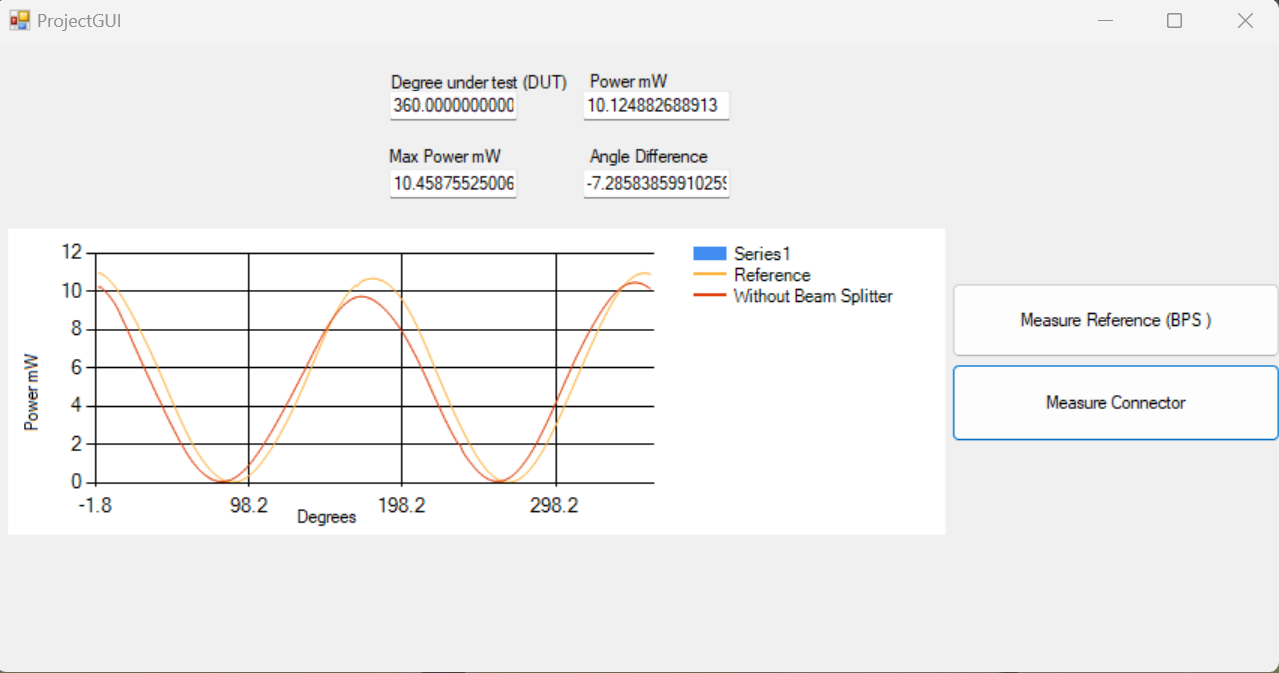 ProjectGUI
Degree under test (DUT) Power mW
360.0000000000 10.124882688913
Max Power mW Angle Difference
10.45875525006 -7.28583859910259
12
10
8
6
4
2
0
Power mW
-1.8 98.2 198.2 298.2
Degrees
Series1
Reference
Without Beam Splitter
Measure Reference (BPS )
Measure Connector